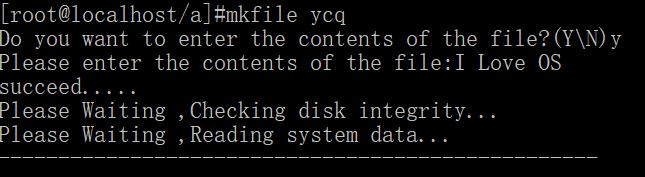 [root@localhost/a]#mkfile ycq
Do you want to enter the contents of the file?(Y\N)y
Please enter the contents of the file:I Love OS
succeed.....
Please Waiting ,Checking disk integrity...
Please Waiting ,Reading system data...
--------------------------------------------------